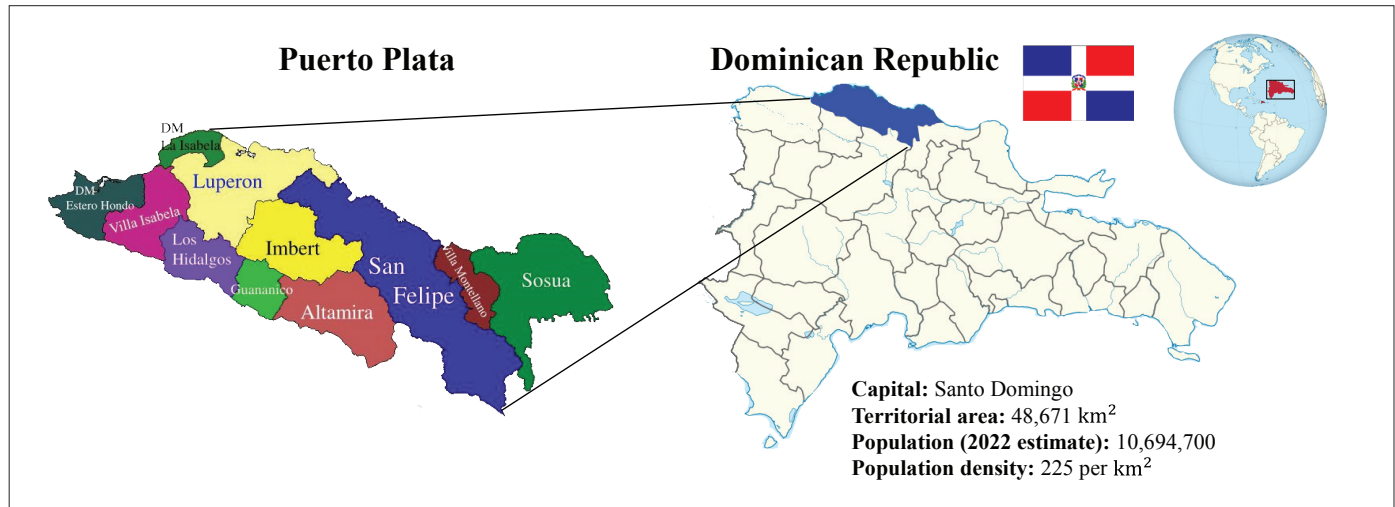 Puerto Plata
Dominican Republic
DM
La Isabela
DM
Estero Hondo
Villa Isabela
Luperon
Los
Hidalgos
Imbert
Guananico
Altamira
San
Felipe
Villa Montellano
Sosua
Capital: Santo Domingo
Territorial area: 48,671 km²
Population (2022 estimate): 10,694,700
Population density: 225 per km²